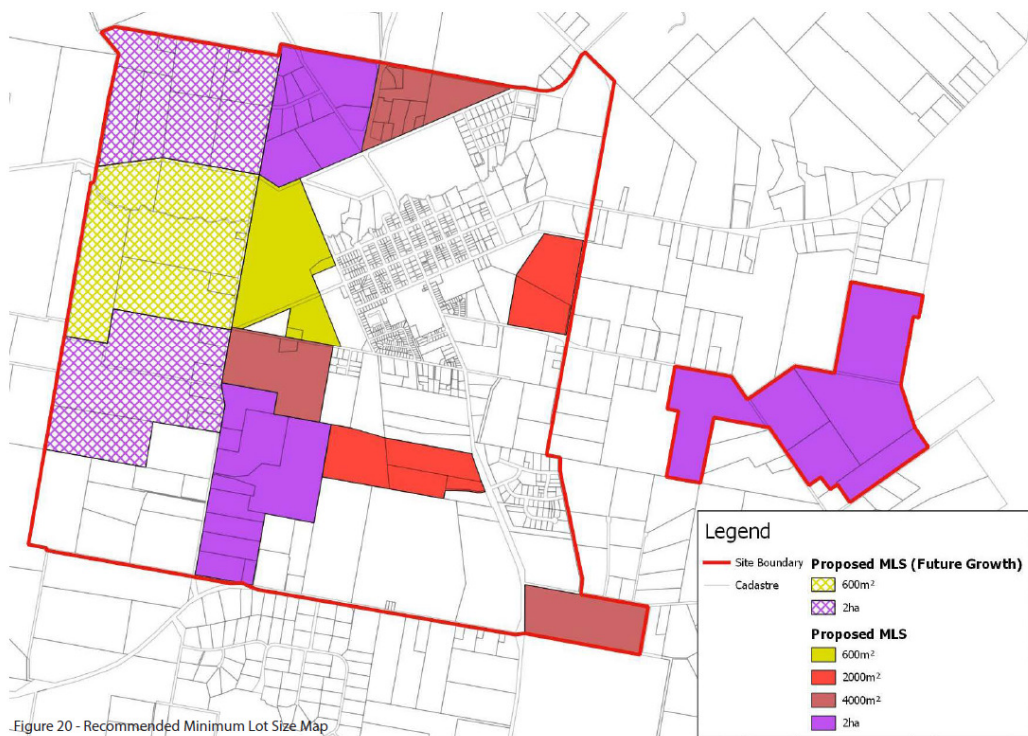 Legend
Site Boundary
Cadastre
Proposed MLS (Future Growth)
600m²
2ha
Proposed MLS
600m²
2000m²
4000m²
2ha
Figure 20 - Recommended Minimum Lot Size Map